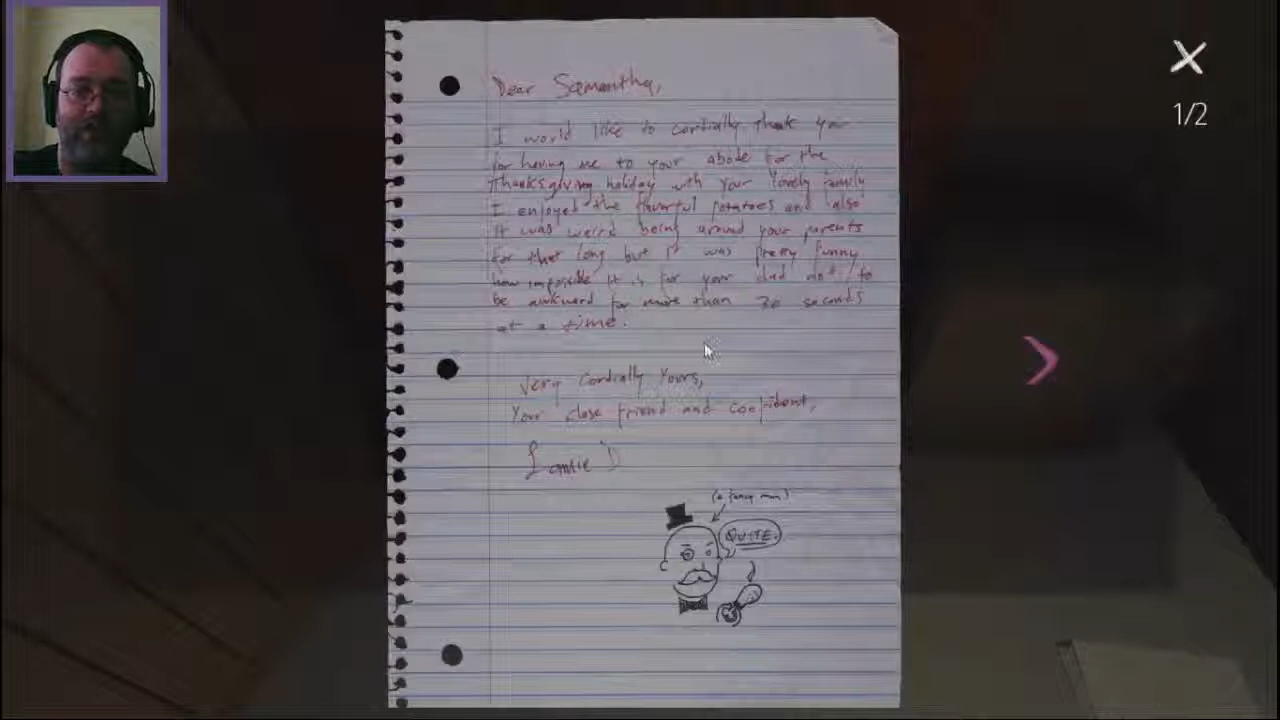 1/2
Dear Samantha,
I would like to cordially thank you
for having me to your abode for the
Thanksgiving holiday with your lovely family
I enjoyed the flavorful potatoes and also
It was weird being around your parents
for that long but it was pretty funny
how impossible it is for your dad not to
be awkward for more than 30 seconds
at a time.
Very Cordially Yours,
Your close friend and confident,
Lonnie D
(a fancy man)
QUITE.